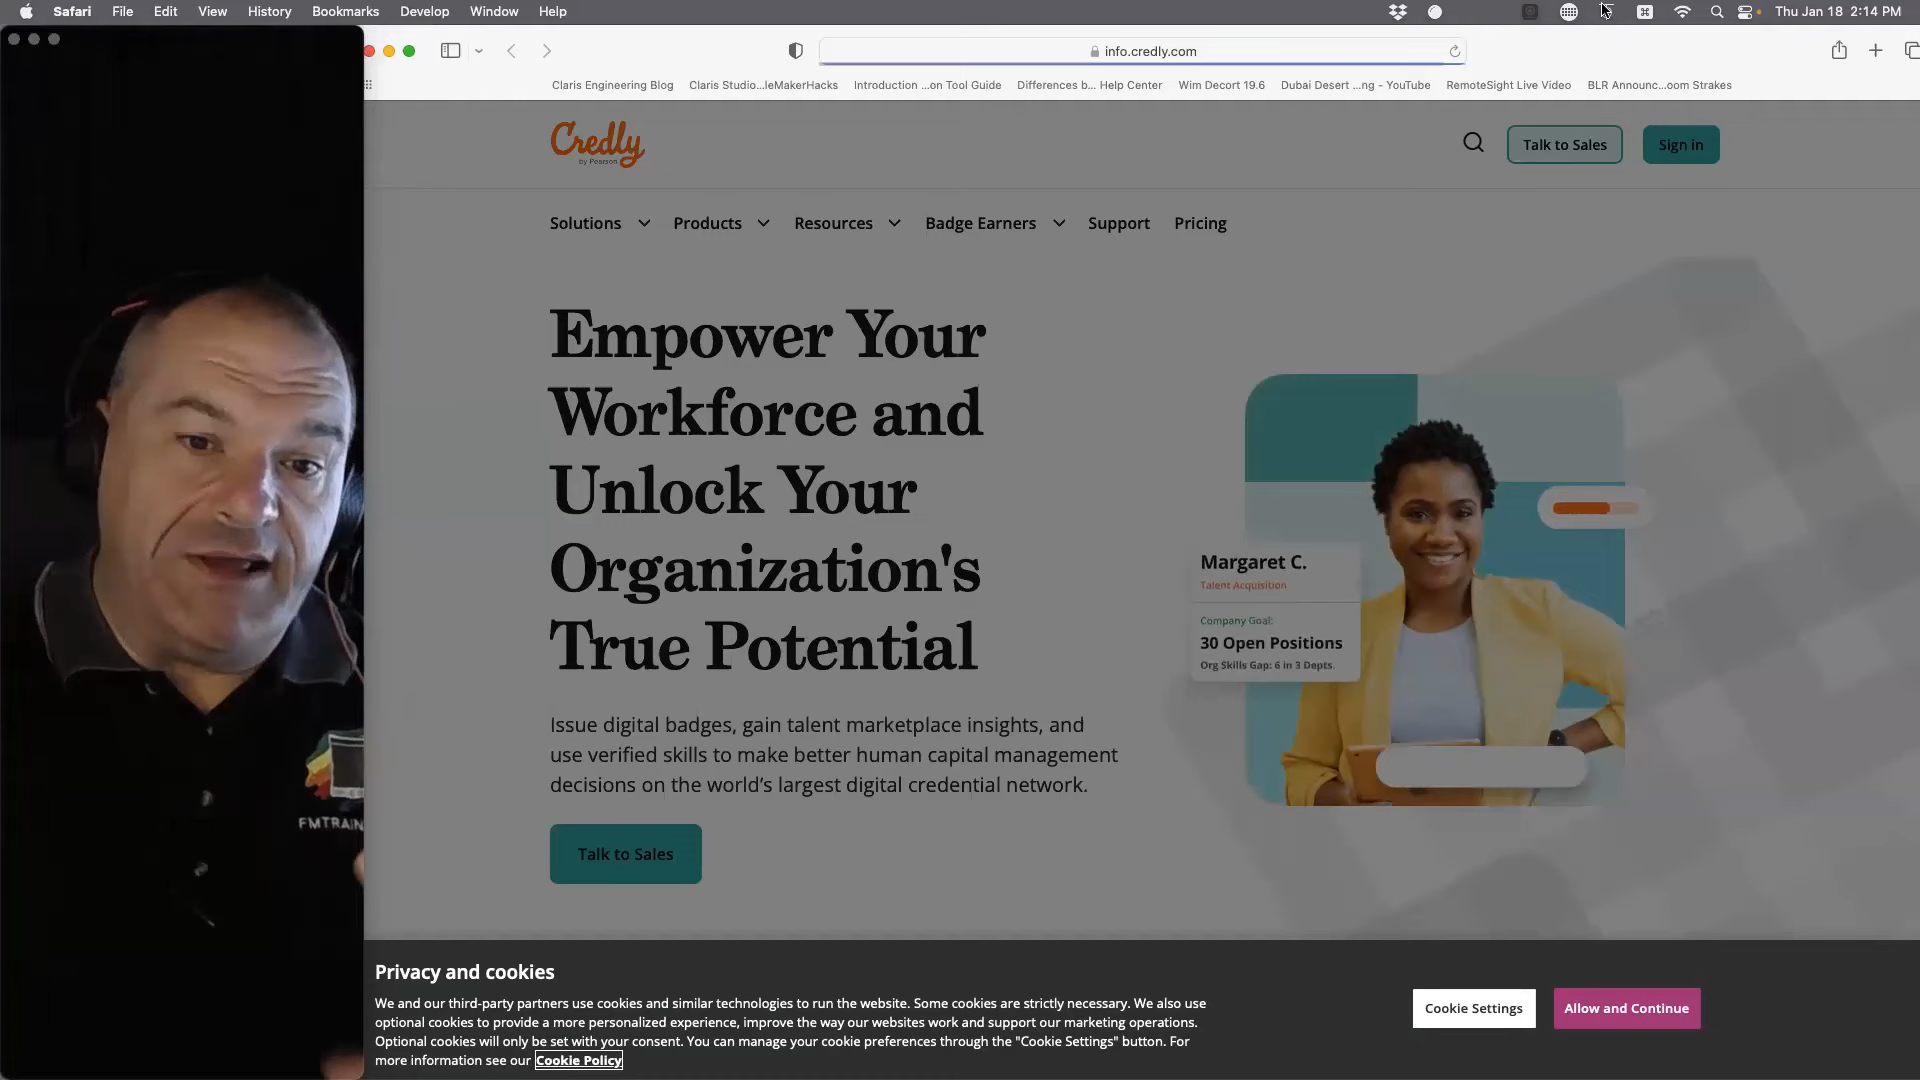 Safari File Edit View History Bookmarks Develop Window Help
Thu Jan 18 2:14 PM
info.credly.com
Claris Engineering Blog
Claris Studio...leMakerHacks
Introduction ...on Tool Guide
Differences b... Help Center
Wim Decort 19.6
Dubai Desert ...ng - YouTube
RemoteSight Live Video
BLR Announc...oom Strakes
Credly
by Pearson
Talk to Sales
Sign in
Solutions
Products
Resources
Badge Earners
Support
Pricing
Empower Your
Workforce and
Unlock Your
Organization's
True Potential
Issue digital badges, gain talent marketplace insights, and
use verified skills to make better human capital management
decisions on the world’s largest digital credential network.
Talk to Sales
Margaret C.
Talent Acquisition
Company Goal:
30 Open Positions
Org Skills Gap: 6 in 3 Depts.
FMTRAIN
Privacy and cookies
We and our third-party partners use cookies and similar technologies to run the website. Some cookies are strictly necessary. We also use
optional cookies to provide a more personalized experience, improve the way our websites work and support our marketing operations.
Optional cookies will only be set with your consent. You can manage your cookie preferences through the "Cookie Settings" button. For
more information see our Cookie Policy
Cookie Settings
Allow and Continue